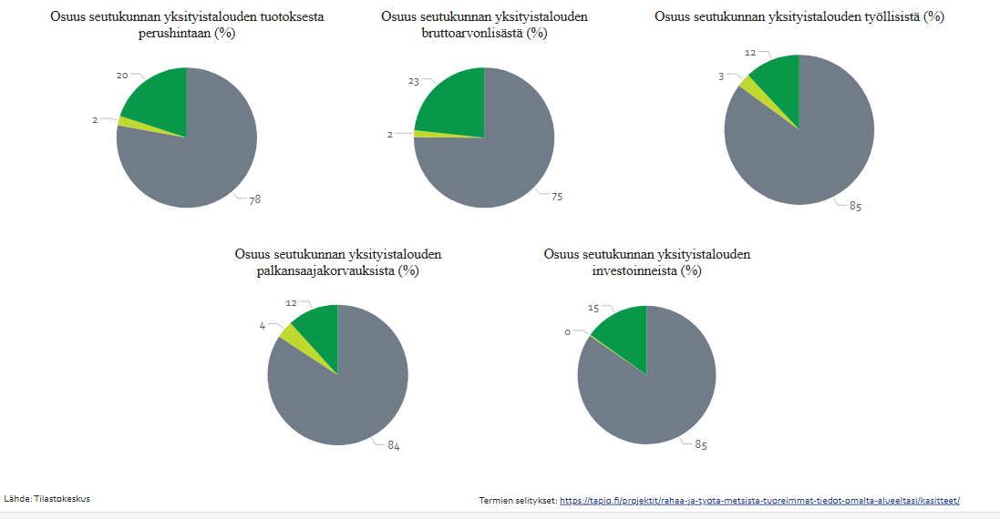 Osuus seutukunnan yksityistalouden tuotoksesta
perushintaan (%)
Osuus seutukunnan yksityistalouden
bruttoarvonlisästä (%)
Osuus seutukunnan yksityistalouden työllisistä (%)
20
2
78
23
2
75
12
3
85
Osuus seutukunnan yksityistalouden
palkansaajakorvauksista (%)
Osuus seutukunnan yksityistalouden
investoinneista (%)
12
4
84
15
0
85
Lähde: Tilastokeskus
Termien selitykset: https://tapio.fi/projektit/rahaa-ja-tyota-metsista-tuoreimmat-tiedot-omalta-alueeltasi/kasitteet/